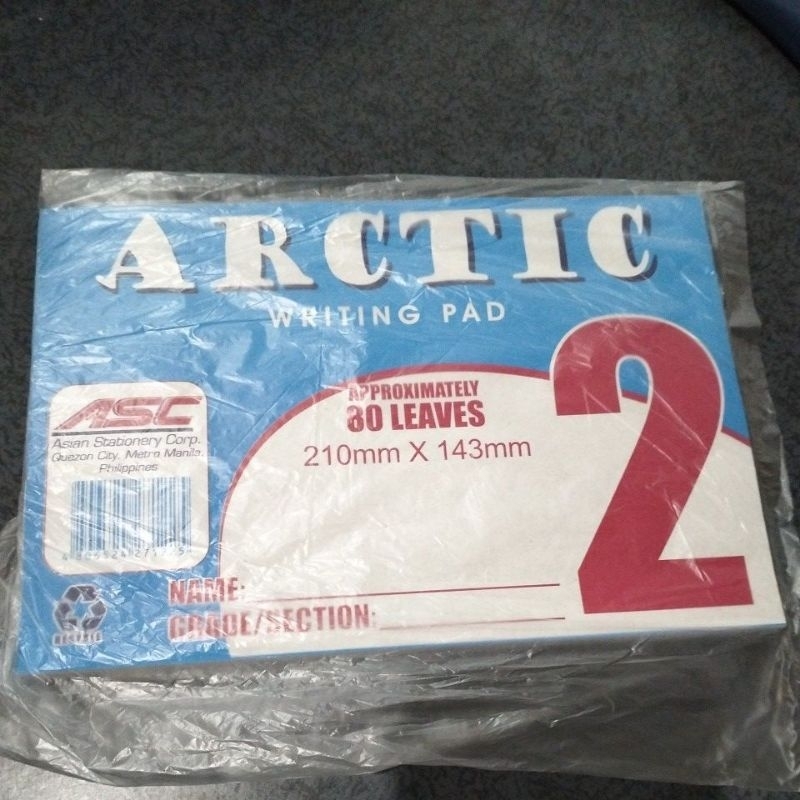 ARCTIC
WRITING PAD
2
APPROXIMATELY
80 LEAVES
210mm X 143mm
ASC
Asian Stationery Corp.
Quezon City, Metro Manila,
Philippines
NAME:
GRADE/SECTION: